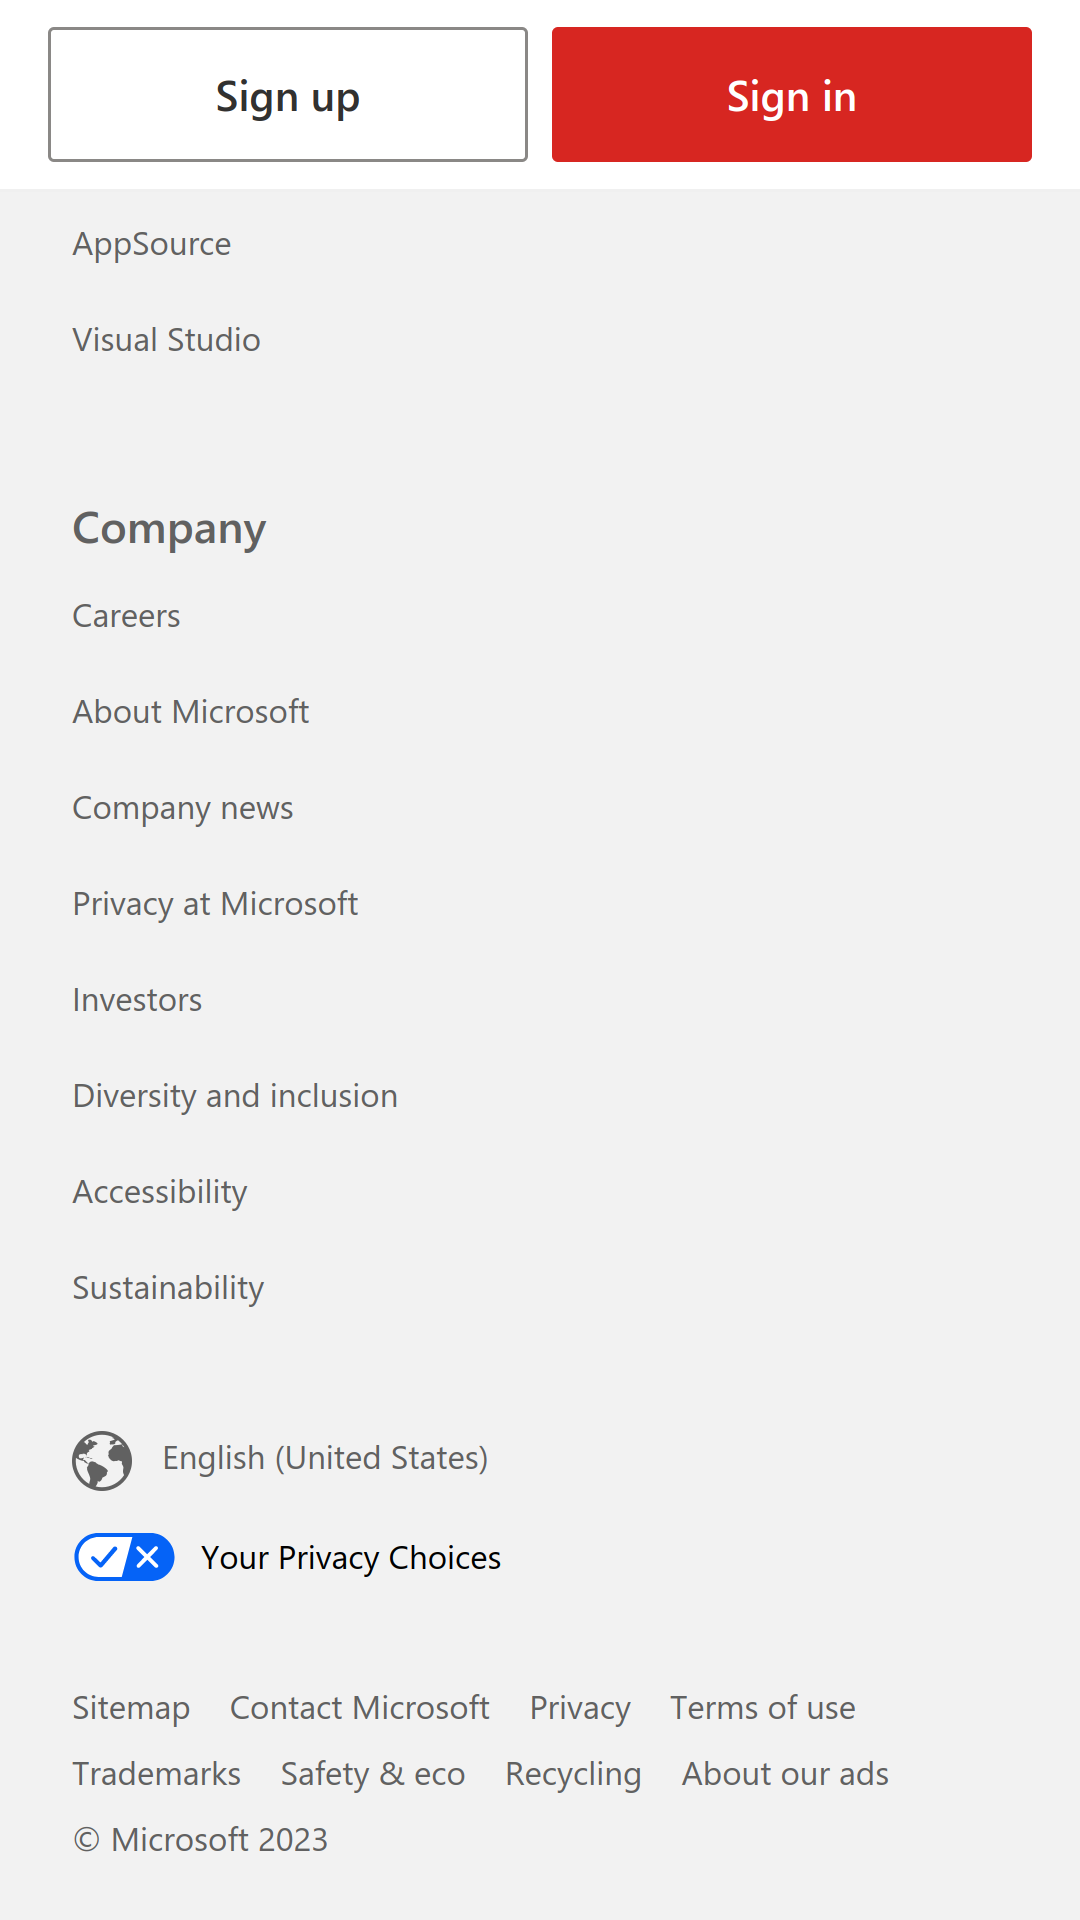 Sign up
Sign in
AppSource
Visual Studio
Company
Careers
About Microsoft
Company news
Privacy at Microsoft
Investors
Diversity and inclusion
Accessibility
Sustainability
English (United States)
Your Privacy Choices
Sitemap Contact Microsoft Privacy Terms of use
Trademarks Safety & eco Recycling About our ads
© Microsoft 2023